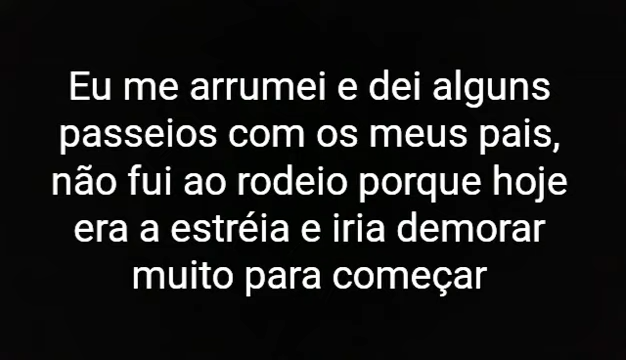 Eu me arrumei e dei alguns
passeios com os meus pais,
não fui ao rodeio porque hoje
era a estréia e iria demorar
muito para começar